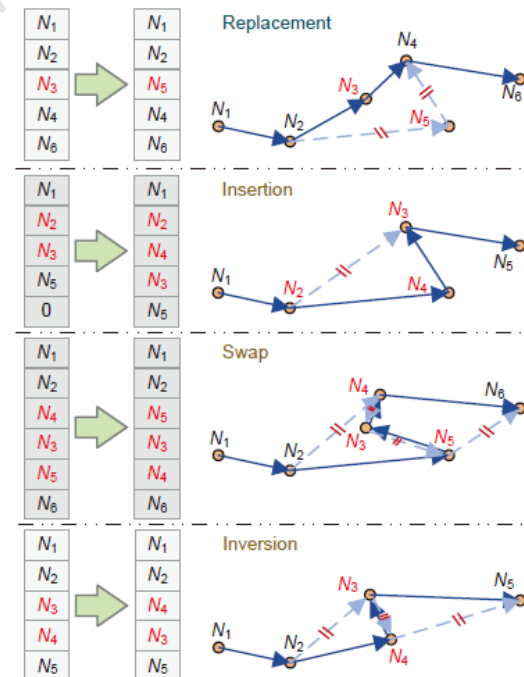 Replacement
N1 N1
N2 N2
N3 N5
N4 N4
N6 N6
N1 N2 N3 N4 N5 N6
Insertion
N1 N1
N2 N2
N3 N4
N5 N3
0 N5
N1 N2 N3 N4 N5
Swap
N1 N1
N2 N2
N4 N5
N3 N3
N5 N4
N6 N6
N1 N2 N4 N3 N5 N6
Inversion
N1 N1
N2 N2
N3 N4
N4 N3
N5 N5
N1 N2 N3 N4 N5